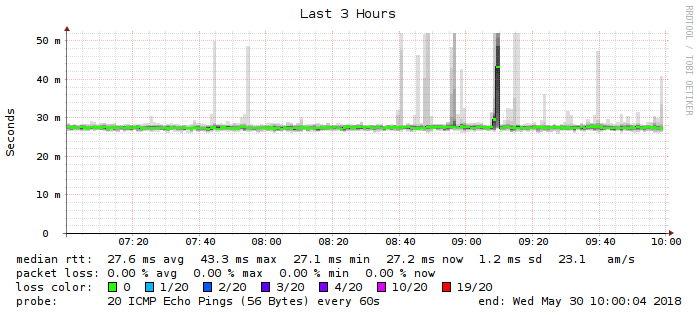 Last 3 Hours
RRDTOOL / TOBI OETIKER
Seconds
50 m
40 m
30 m
20 m
10 m
0
07:20 07:40 08:00 08:20 08:40 09:00 09:20 09:40 10:00
median rtt: 27.6 ms avg 43.3 ms max 27.1 ms min 27.2 ms now 1.2 ms sd 23.1 am/s
packet loss: 0.00 % avg 0.00 % max 0.00 % min 0.00 % now
loss color: 0 1/20 2/20 3/20 4/20 10/20 19/20
probe: 20 ICMP Echo Pings (56 Bytes) every 60s end: Wed May 30 10:00:04 2018